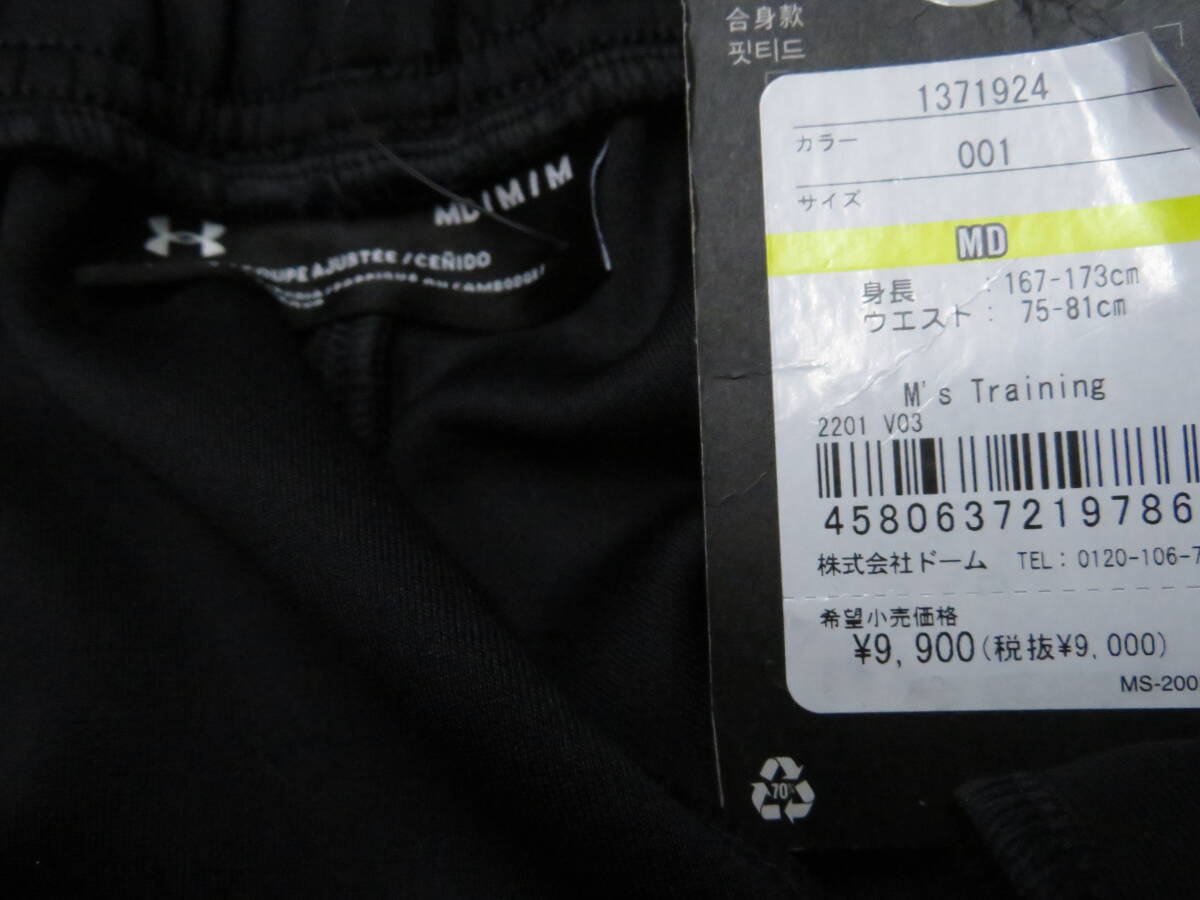 MD / M / M
COUPE AJUSTÉE / CEÑIDO
合身款
핏티드
1371924
カラー
001
サイズ
MD
身長 : 167-173cm
ウエスト : 75-81cm
M's Training
2201 V03
4580637219786
株式会社ドーム TEL: 0120-106-7
希望小売価格
¥9,900(税抜¥9,000)
MS-200
70%